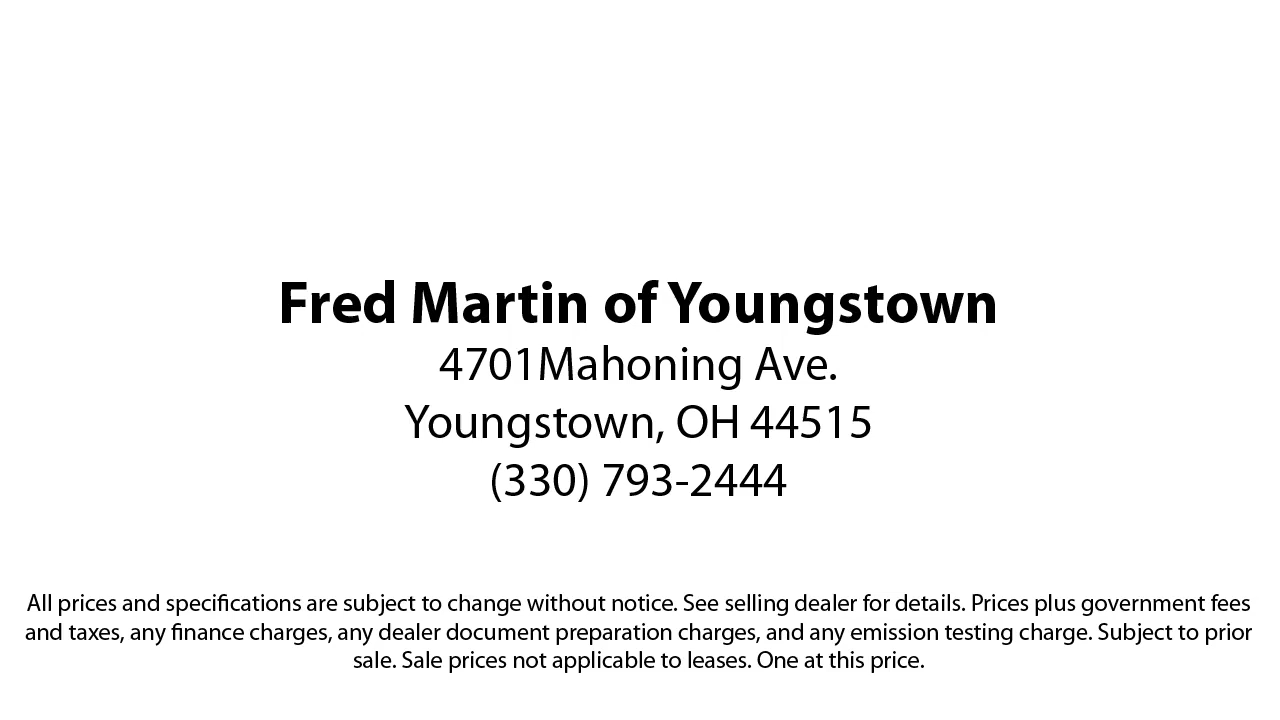 Fred Martin of Youngstown
4701Mahoning Ave.
Youngstown, OH 44515
(330) 793-2444
All prices and specifications are subject to change without notice. See selling dealer for details. Prices plus government fees
and taxes, any finance charges, any dealer document preparation charges, and any emission testing charge. Subject to prior
sale. Sale prices not applicable to leases. One at this price.